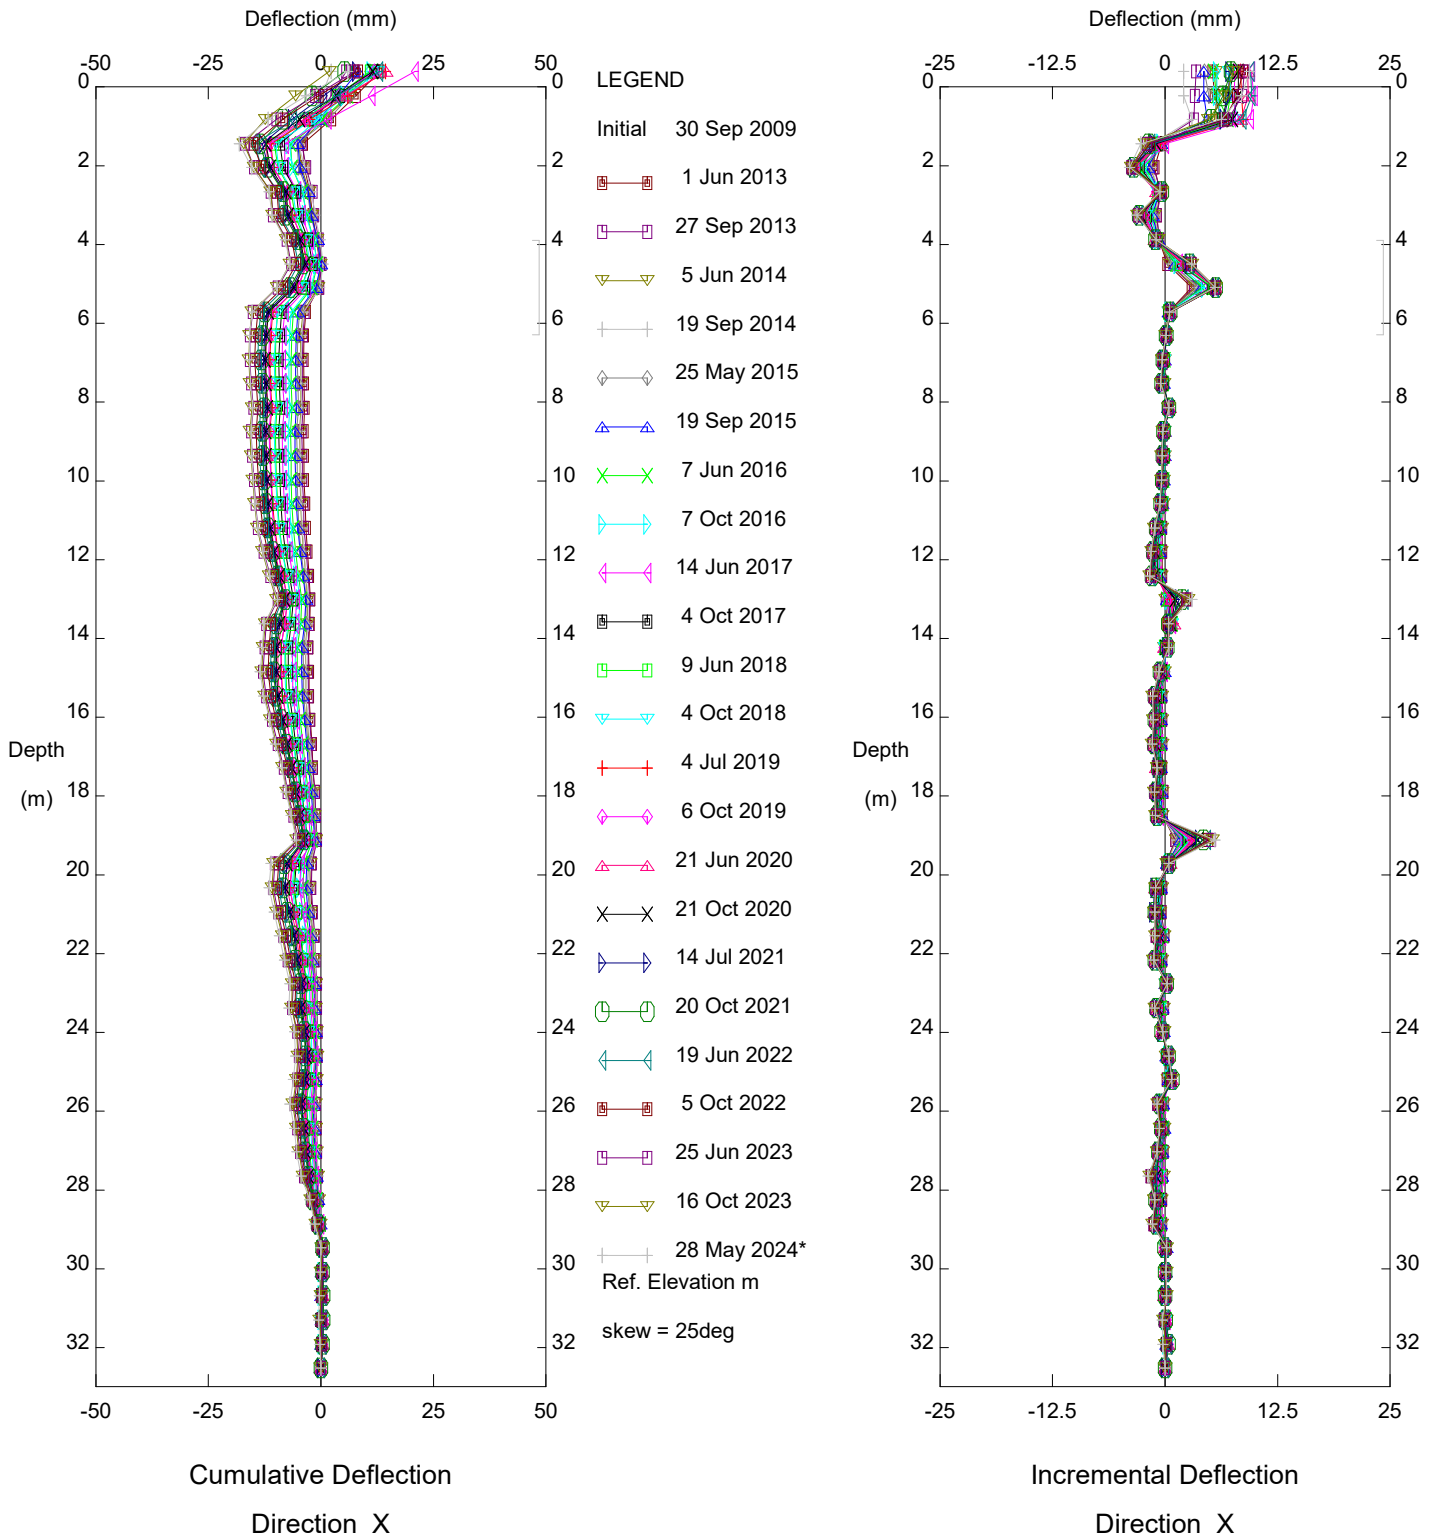 Deflection (mm)
-50 -25 0 25 50
0 0
2 2
4 4
6 6
8 8
10 10
12 12
14 14
16 16
Depth
(m)
18 18
20 20
22 22
24 24
26 26
28 28
30 30
32 32
-50 -25 0 25 50
Cumulative Deflection
Direction X
LEGEND
Initial 30 Sep 2009
1 Jun 2013
27 Sep 2013
5 Jun 2014
19 Sep 2014
25 May 2015
19 Sep 2015
7 Jun 2016
7 Oct 2016
14 Jun 2017
4 Oct 2017
9 Jun 2018
4 Oct 2018
4 Jul 2019
6 Oct 2019
21 Jun 2020
21 Oct 2020
14 Jul 2021
20 Oct 2021
19 Jun 2022
5 Oct 2022
25 Jun 2023
16 Oct 2023
28 May 2024*
Ref. Elevation m
skew = 25deg
Deflection (mm)
-25 -12.5 0 12.5 25
0 0
2 2
4 4
6 6
8 8
10 10
12 12
14 14
16 16
Depth
(m)
18 18
20 20
22 22
24 24
26 26
28 28
30 30
32 32
-25 -12.5 0 12.5 25
Incremental Deflection
Direction X